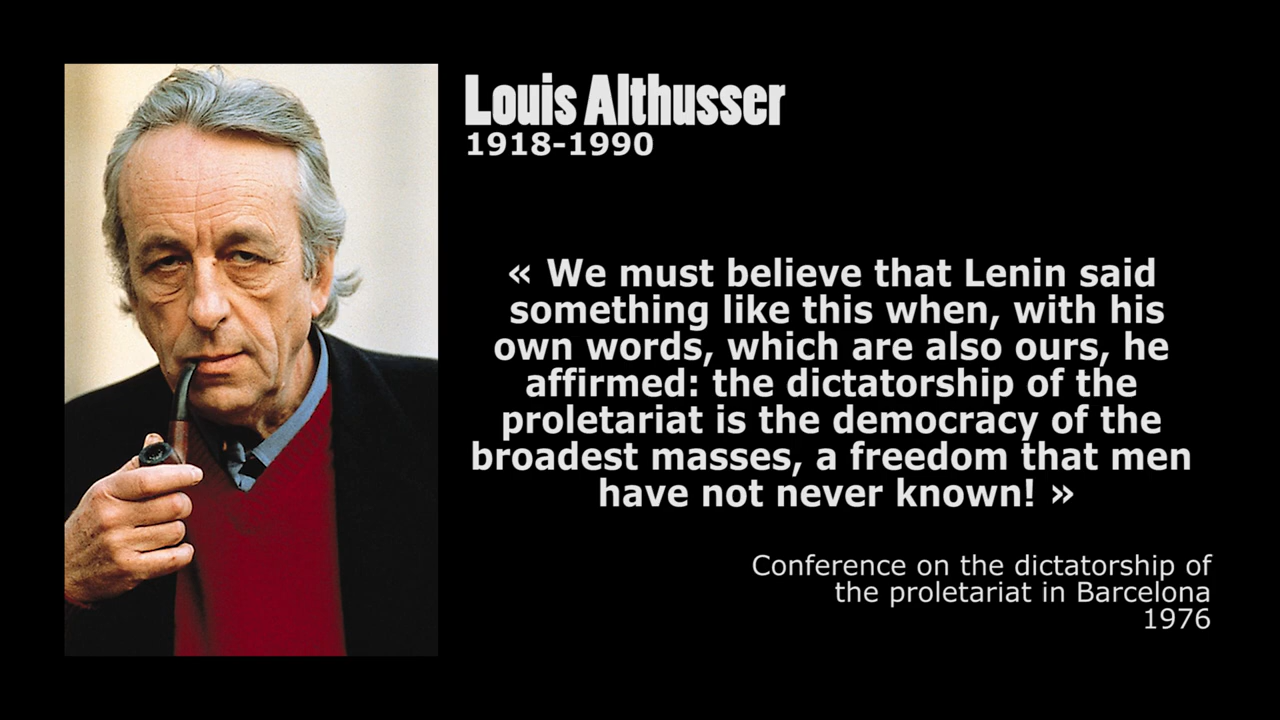 Louis Althusser
1918-1990
« We must believe that Lenin said
something like this when, with his
own words, which are also ours, he
affirmed: the dictatorship of the
proletariat is the democracy of the
broadest masses, a freedom that men
have not never known! »
Conference on the dictatorship of
the proletariat in Barcelona
1976